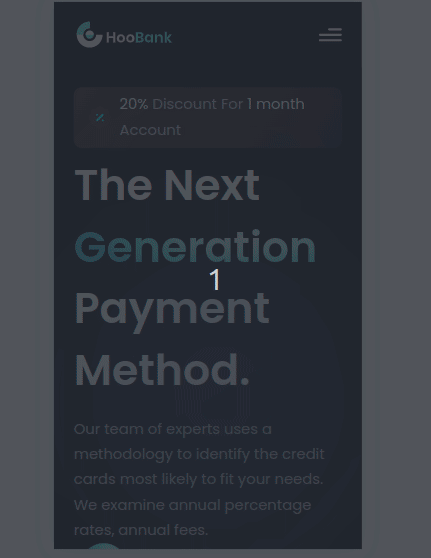 HooBank
20% Discount For 1 month
Account
The Next
Generation
1
Payment
Method.
Our team of experts uses a
methodology to identify the credit
cards most likely to fit your needs.
We examine annual percentage
rates, annual fees.